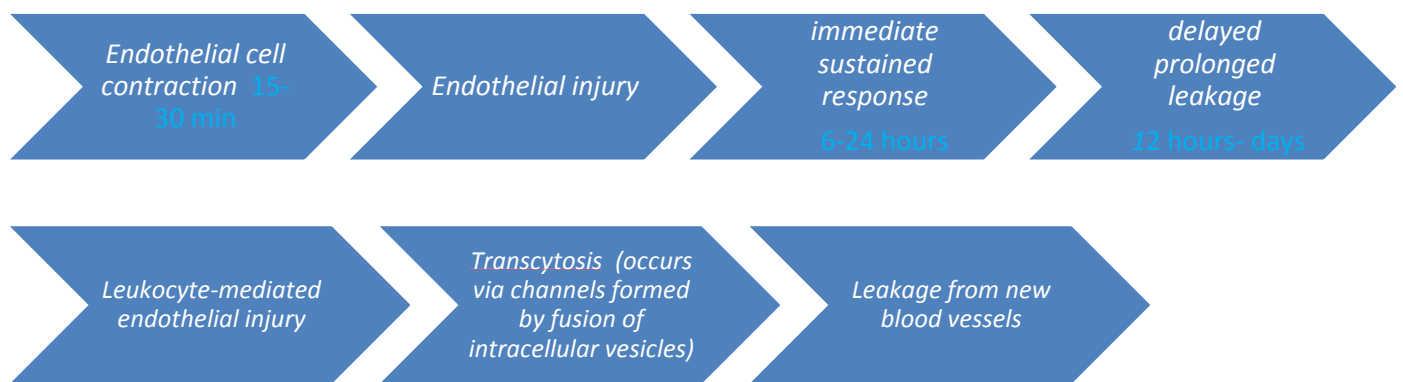 Endothelial cell
contraction 15-
30 min
Endothelial injury
immediate
sustained
response
6-24 hours
delayed
prolonged
leakage
12 hours- days
Leukocyte-mediated
endothelial injury
Transcytosis (occurs
via channels formed
by fusion of
intracellular vesicles)
Leakage from new
blood vessels